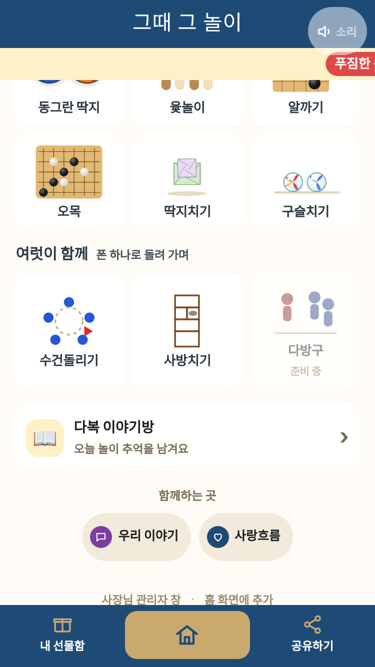 그때 그 놀이
소리
푸짐한
동그란 딱지
윷놀이
알까기
오목
딱지치기
구슬치기
여럿이 함께 폰 하나로 돌려 가며
수건돌리기
사방치기
다방구
준비 중
다복 이야기방
오늘 놀이 추억을 남겨요
함께하는 곳
우리 이야기
사랑흐름
사장님 관리자 창 · 홈 화면에 추가
내 선물함
공유하기